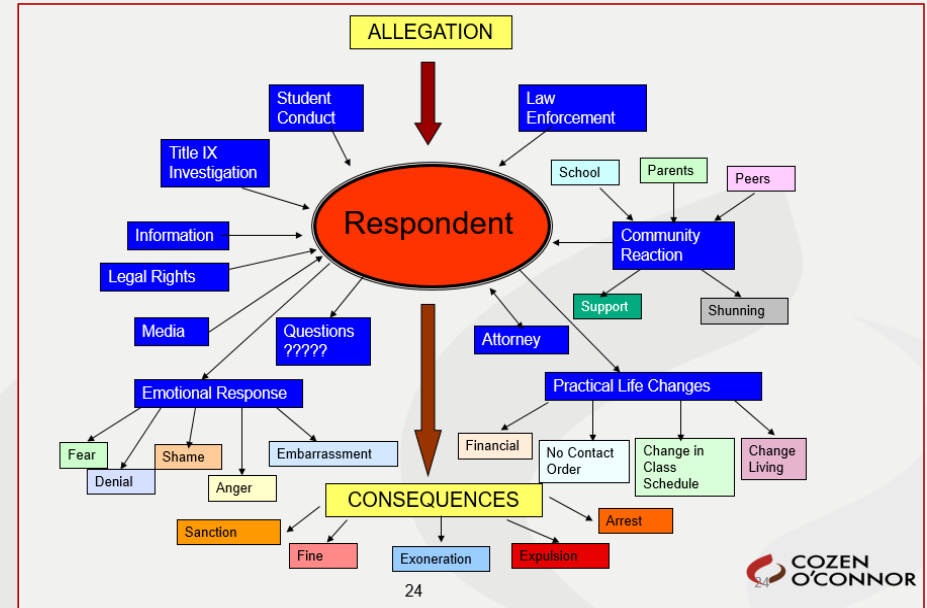 ALLEGATION
Student
Conduct
Law
Enforcement
Title IX
Investigation
School
Parents
Peers
Respondent
Information
Community
Reaction
Legal Rights
Support
Shunning
Media
Questions
?????
Attorney
Emotional Response
Practical Life Changes
Fear
Denial
Shame
Anger
Embarrassment
Financial
No Contact
Order
Change in
Class
Schedule
Change
Living
CONSEQUENCES
Sanction
Fine
Exoneration
Expulsion
Arrest
24
24
COZEN
O'CONNOR